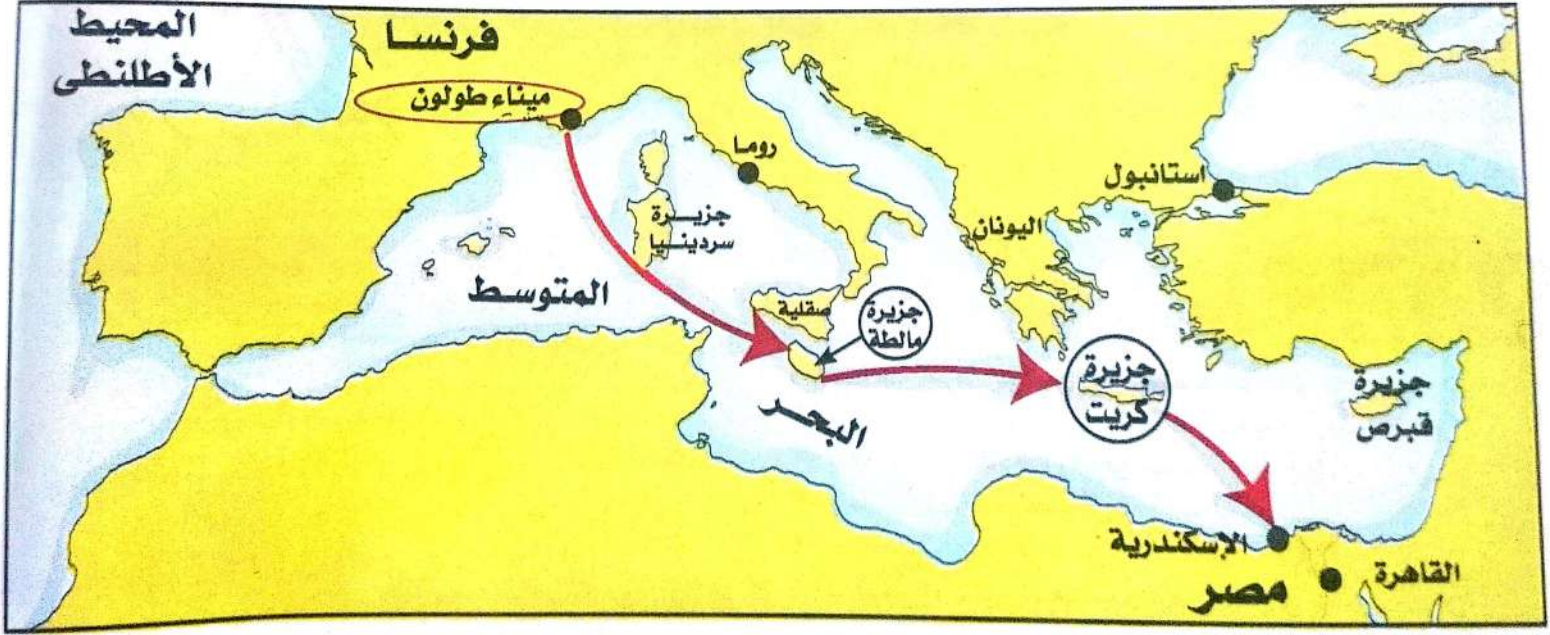 المحيط
الأطلنطى
فرنسا
ميناء طولون
روما
استانبول
جزيرة
سردينيا
اليونان
المتوسط
صقلية
جزيرة
مالطة
جزيرة
كريت
جزيرة
قبرص
البحر
الإسكندرية
القاهرة
مصر